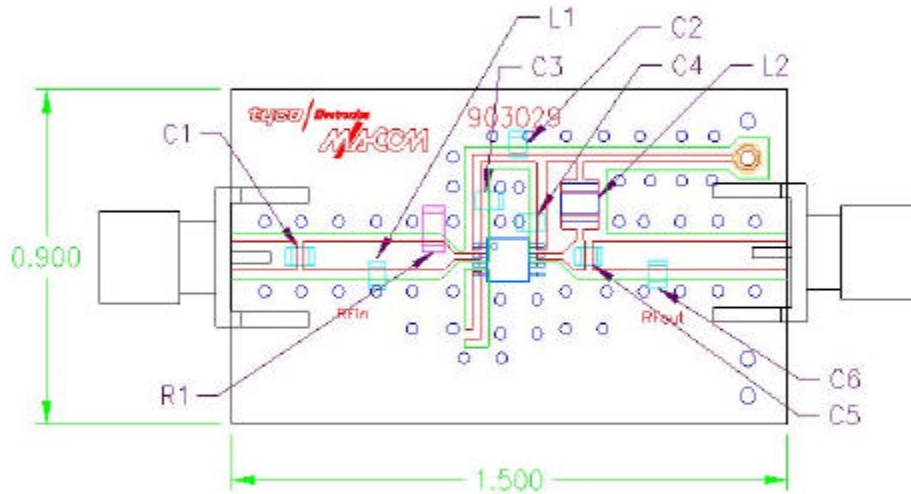 L1
C2
C3
C4
L2
tyco / Electronics
M/A-COM
903029
C1
0.900
Rfin
Rfout
R1
C6
C5
1.500